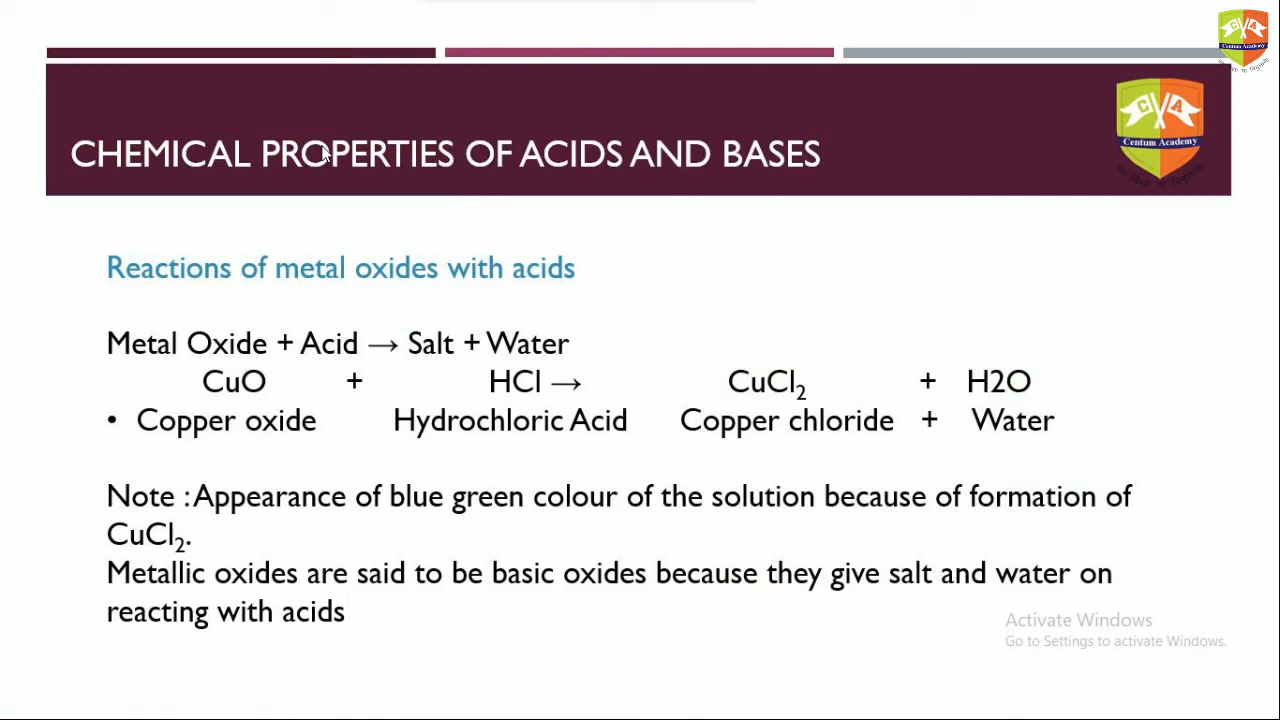 Centum Academy
CHEMICAL PROPERTIES OF ACIDS AND BASES
C A
Centum Academy
Reactions of metal oxides with acids
Metal Oxide + Acid → Salt + Water
CuO + HCl → CuCl₂ + H2O
• Copper oxide Hydrochloric Acid Copper chloride + Water
Note : Appearance of blue green colour of the solution because of formation of
CuCl₂.
Metallic oxides are said to be basic oxides because they give salt and water on
reacting with acids
Activate Windows
Go to Settings to activate Windows.